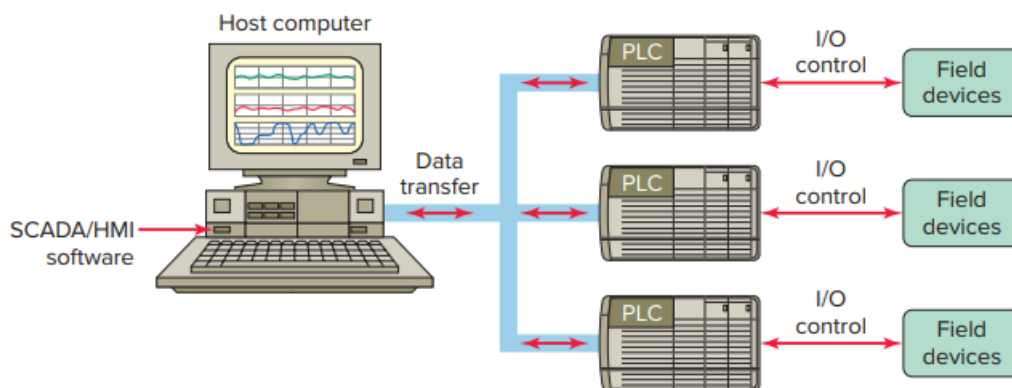 Host computer
SCADA/HMI
software
Data
transfer
PLC
I/O
control
Field
devices
PLC
I/O
control
Field
devices
PLC
I/O
control
Field
devices